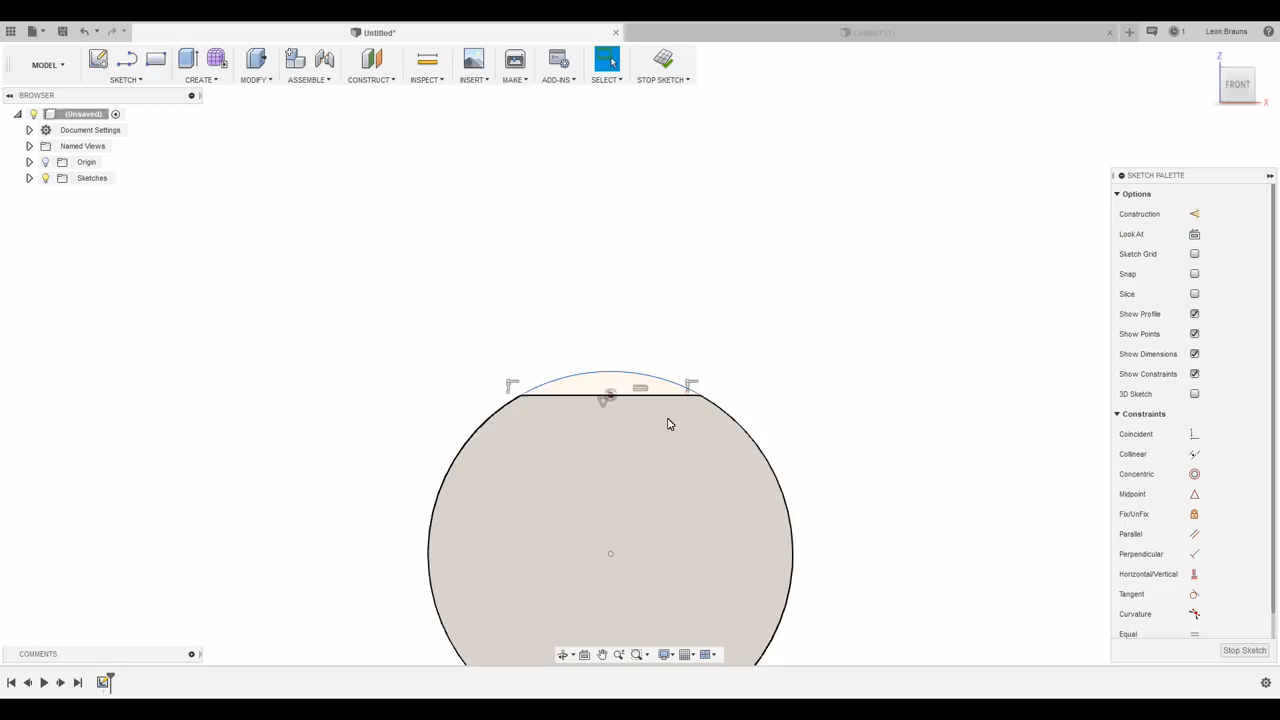 Untitled*
Untitled*(1)
Leon Brauns
1
MODEL
SKETCH
CREATE
MODIFY
ASSEMBLE
CONSTRUCT
INSPECT
INSERT
MAKE
ADD-INS
SELECT
STOP SKETCH
Z
FRONT
X
BROWSER
(Unsaved)
Document Settings
Named Views
Origin
Sketches
SKETCH PALETTE
Options
Construction
Look At
Sketch Grid
Snap
Slice
Show Profile
Show Points
Show Dimensions
Show Constraints
3D Sketch
Constraints
Coincident
Collinear
Concentric
Midpoint
Fix/UnFix
Parallel
Perpendicular
Horizontal/Vertical
Tangent
Curvature
Equal
Stop Sketch
COMMENTS